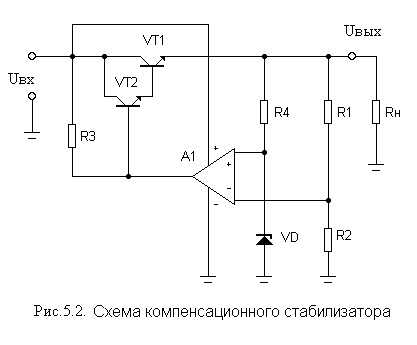 Uвых
VT1
Uвх
VT2
R4
R1
Rн
R3
A1
+
+
-
-
VD
R2
Рис.5.2. Схема компенсационного стабилизатора